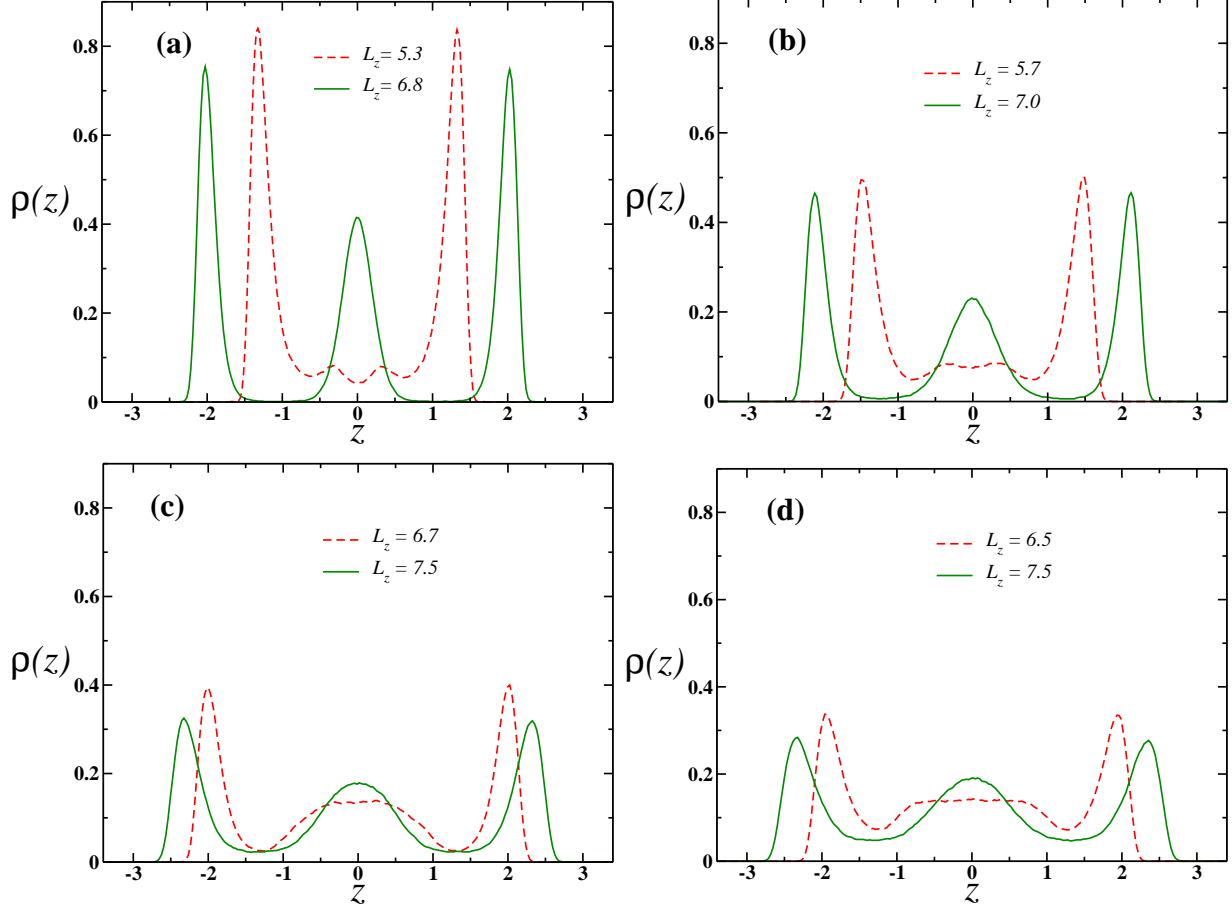 (a)
L_z = 5.3
L_z = 6.8
ρ(z)
0.8
0.6
0.4
0.2
0
-3 -2 -1 0 1 2 3
z
(b)
L_z = 5.7
L_z = 7.0
ρ(z)
0.8
0.6
0.4
0.2
0
-3 -2 -1 0 1 2 3
z
(c)
L_z = 6.7
L_z = 7.5
ρ(z)
0.8
0.6
0.4
0.2
0
-3 -2 -1 0 1 2 3
z
(d)
L_z = 6.5
L_z = 7.5
ρ(z)
0.8
0.6
0.4
0.2
0
-3 -2 -1 0 1 2 3
z